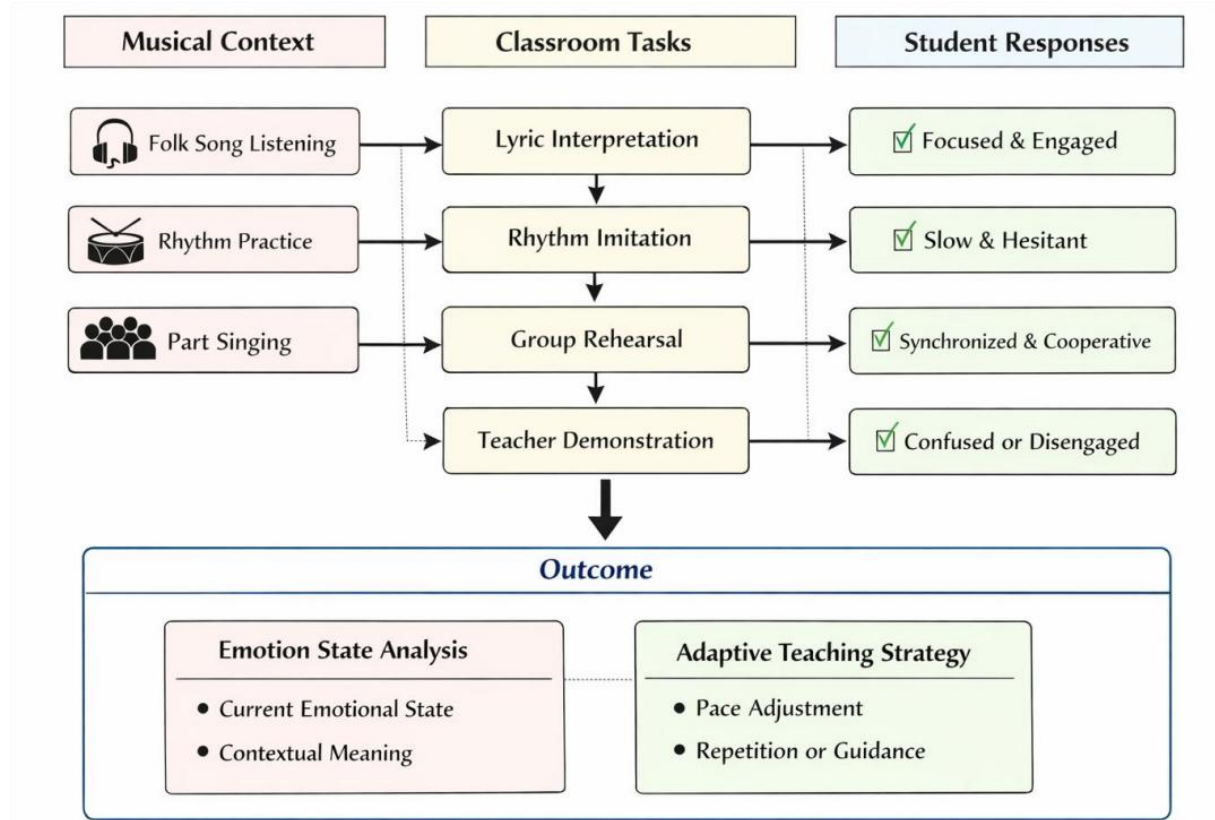 Musical Context
Classroom Tasks
Student Responses
Folk Song Listening
Lyric Interpretation
Focused & Engaged
Rhythm Practice
Rhythm Imitation
Slow & Hesitant
Part Singing
Group Rehearsal
Synchronized & Cooperative
Teacher Demonstration
Confused or Disengaged
Outcome
Emotion State Analysis
• Current Emotional State
• Contextual Meaning
Adaptive Teaching Strategy
• Pace Adjustment
• Repetition or Guidance